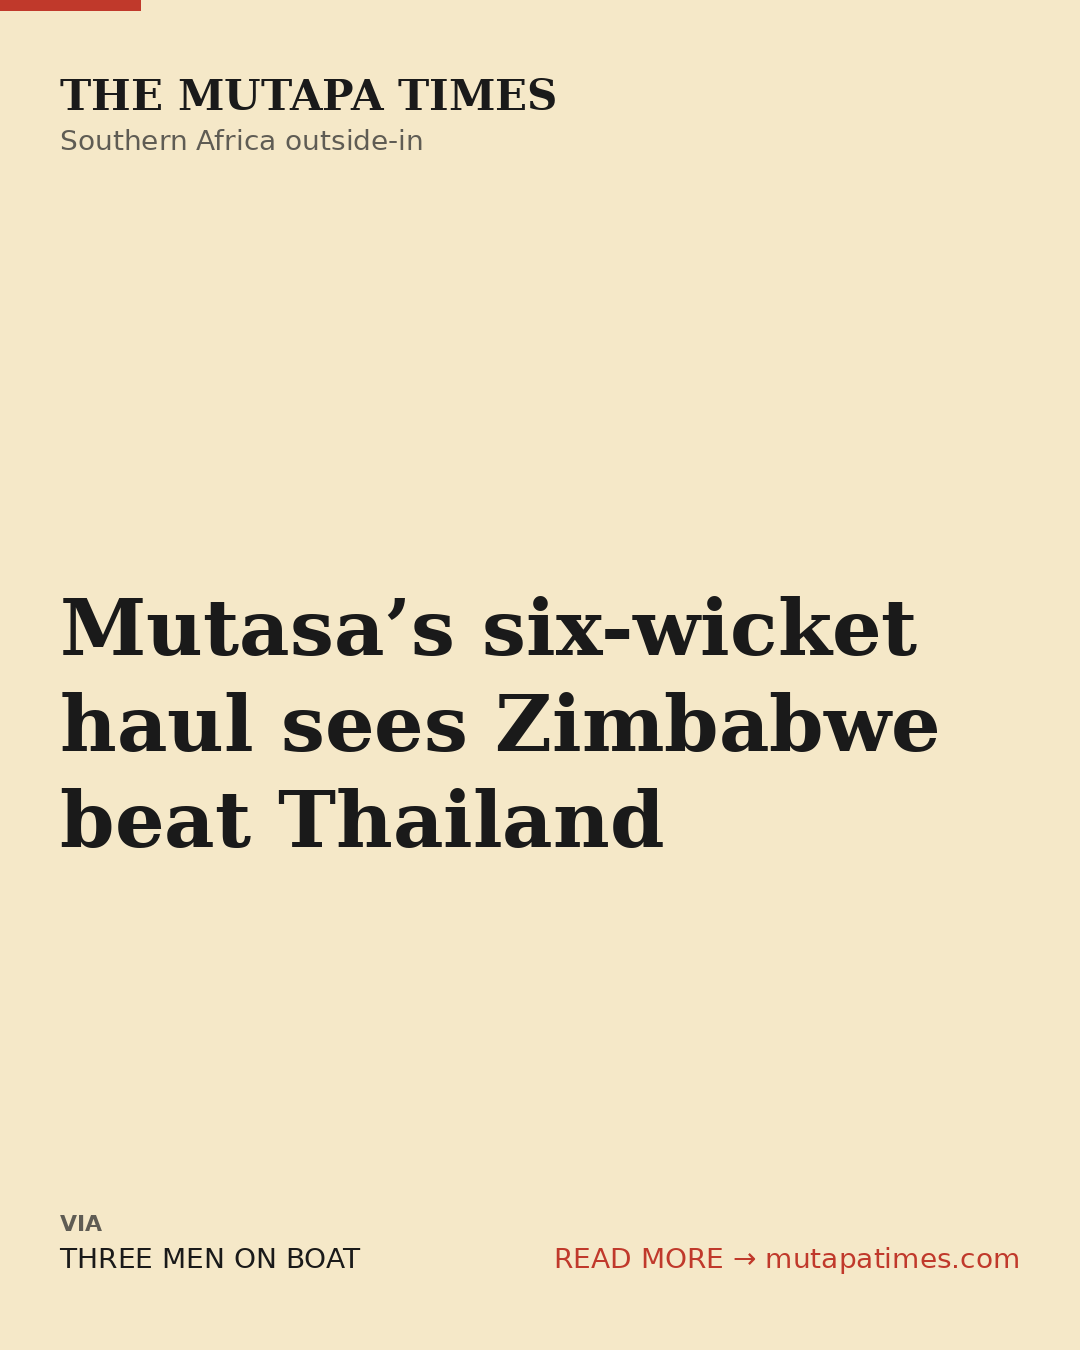 THE MUTAPA TIMES
Southern Africa outside-in
Mutasa’s six-wicket
haul sees Zimbabwe
beat Thailand
VIA
THREE MEN ON BOAT
READ MORE → mutapatimes.com